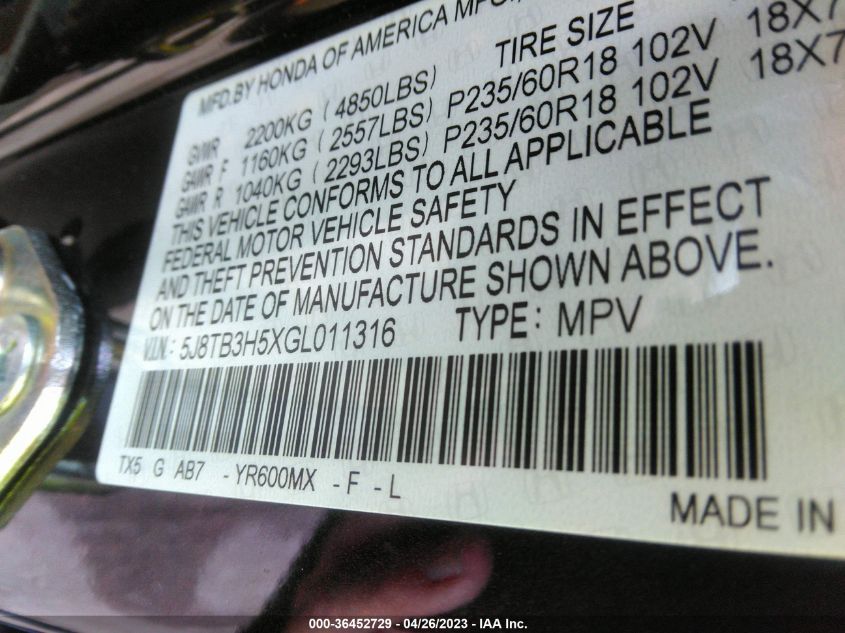 MFD.BY HONDA OF AMERICA MFG.,
TIRE SIZE
GVWR 2200KG (4850LBS)
GAWR F 1160KG (2557LBS) P235/60R18 102V 18X7
GAWR R 1040KG (2293LBS) P235/60R18 102V 18X7
THIS VEHICLE CONFORMS TO ALL APPLICABLE
FEDERAL MOTOR VEHICLE SAFETY
AND THEFT PREVENTION STANDARDS IN EFFECT
ON THE DATE OF MANUFACTURE SHOWN ABOVE.
V.I.N.: 5J8TB3H5XGL011316 TYPE: MPV
TX5 G AB7 -YR600MX -F -L
MADE IN
000-36452729 - 04/26/2023 - IAA Inc.